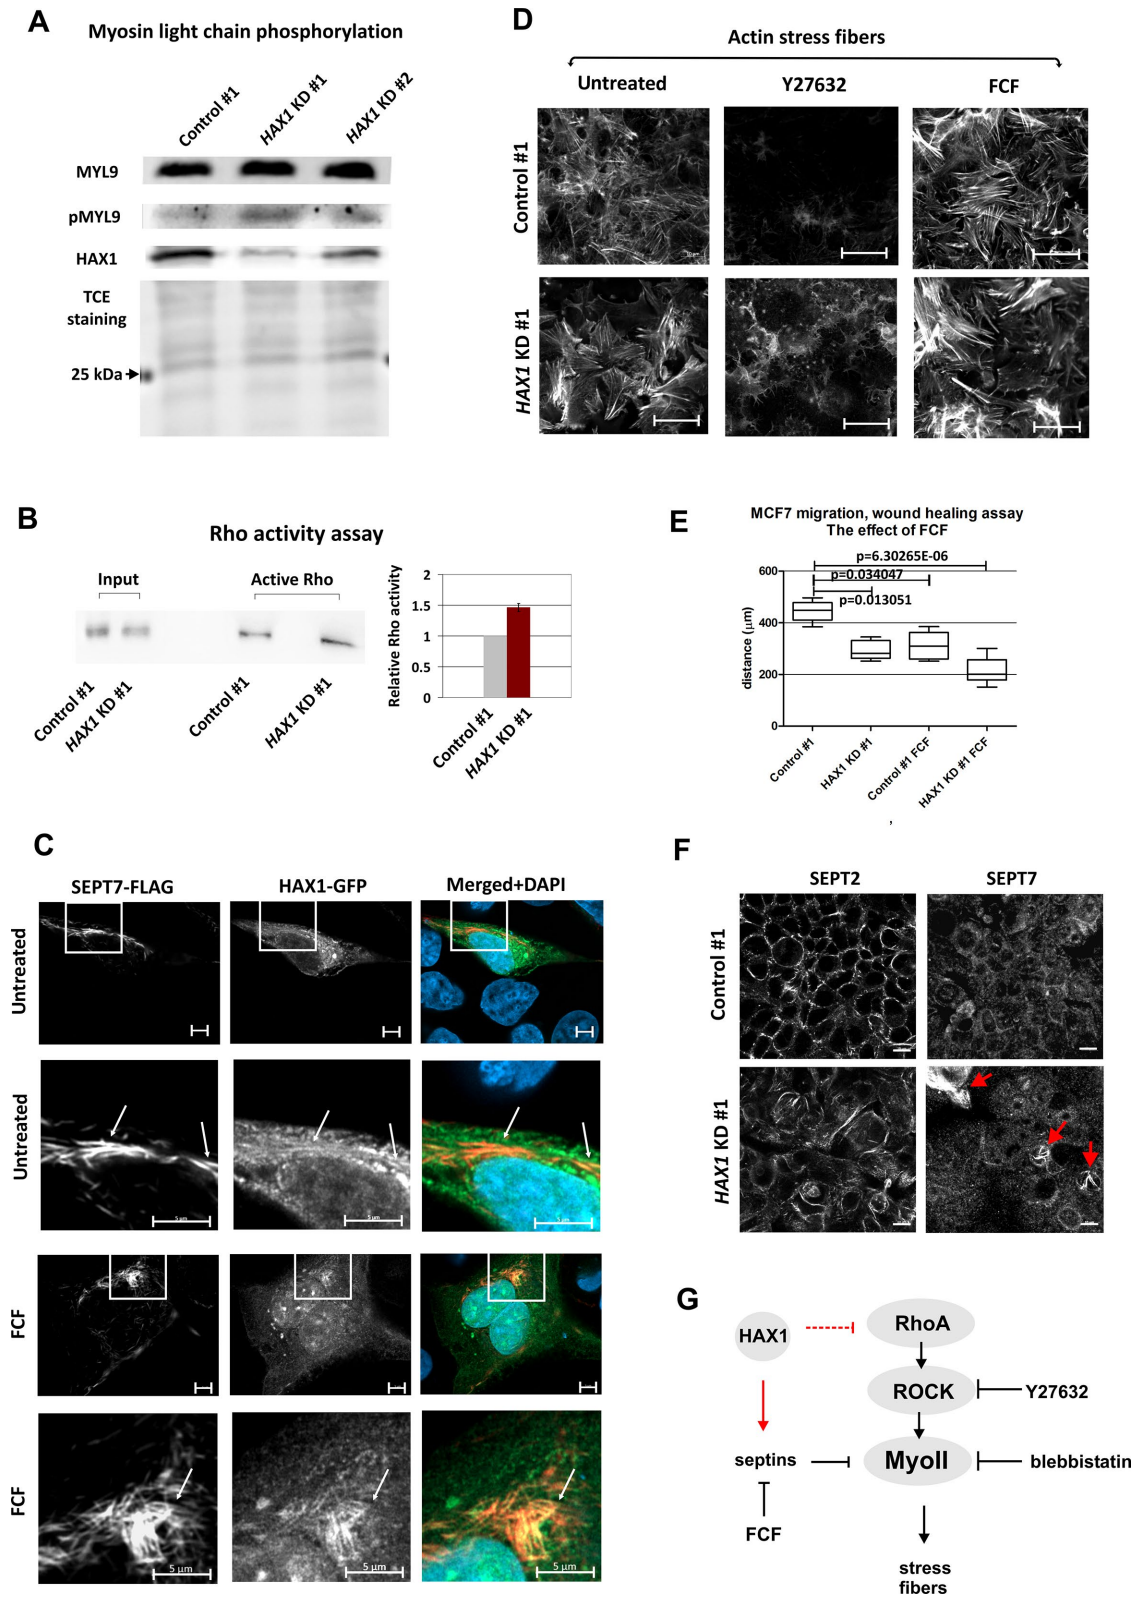 A
Myosin light chain phosphorylation
Control #1
HAX1 KD #1
HAX1 KD #2
MYL9
pMYL9
HAX1
TCE
staining
25 kDa
B
Rho activity assay
Input
Active Rho
Control #1
HAX1 KD #1
Control #1
HAX1 KD #1
Relative Rho activity
2
1.5
1
0.5
0
Control #1
HAX1 KD #1
C
SEPT7-FLAG
HAX1-GFP
Merged+DAPI
Untreated
Untreated
5 µm
5 µm
5 µm
FCF
FCF
5 µm
5 µm
5 µm
D
Actin stress fibers
Untreated
Y27632
FCF
Control #1
HAX1 KD #1
E
MCF7 migration, wound healing assay
The effect of FCF
p=6.30265E-06
p=0.034047
p=0.013051
distance (µm)
600
400
200
0
Control #1
HAX1 KD #1
Control #1 FCF
HAX1 KD #1 FCF
,
F
SEPT2
SEPT7
Control #1
HAX1 KD #1
G
HAX1
RhoA
ROCK
Y27632
septins
MyoII
blebbistatin
FCF
stress
fibers